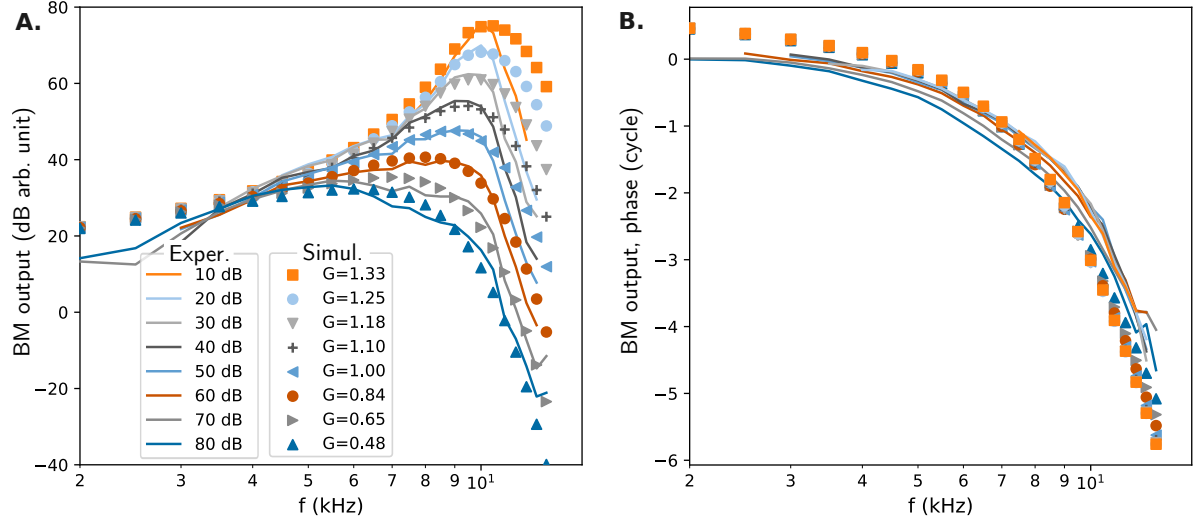 A.
BM output (dB arb. unit)
80
60
40
20
0
−20
−40
Exper.
10 dB
20 dB
30 dB
40 dB
50 dB
60 dB
70 dB
80 dB
Simul.
G=1.33
G=1.25
G=1.18
G=1.10
G=1.00
G=0.84
G=0.65
G=0.48
2 3 4 5 6 7 8 9 10¹
f (kHz)
B.
BM output, phase (cycle)
0
−1
−2
−3
−4
−5
−6
2 3 4 5 6 7 8 9 10¹
f (kHz)